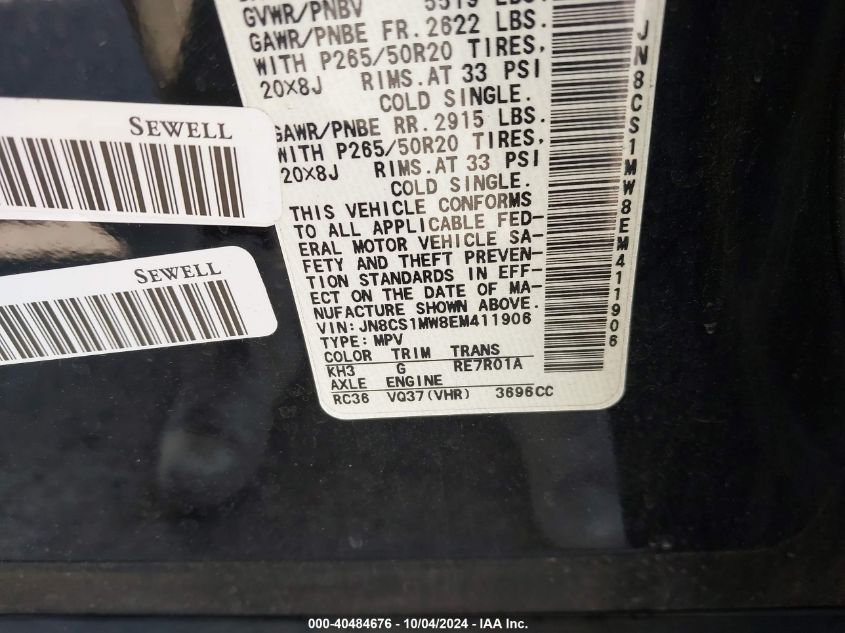 GVWR/PNBV 5519 LBS.
GAWR/PNBE FR. 2622 LBS.
WITH P265/50R20 TIRES,
20X8J RIMS. AT 33 PSI
COLD SINGLE.
GAWR/PNBE RR. 2915 LBS.
WITH P265/50R20 TIRES,
20X8J RIMS. AT 33 PSI
COLD SINGLE.
THIS VEHICLE CONFORMS
TO ALL APPLICABLE FED-
ERAL MOTOR VEHICLE SA-
FETY AND THEFT PREVEN-
TION STANDARDS IN EFF-
ECT ON THE DATE OF MA-
NUFACTURE SHOWN ABOVE.
VIN: JN8CS1MW8EM411906
TYPE: MPV
COLOR TRIM TRANS
KH3 G RE7R01A
AXLE ENGINE
RC36 VQ37(VHR) 3696CC
JN8CS1MW8EM411906
SEWELL
SEWELL
000-40484676 - 10/04/2024 - IAA Inc.